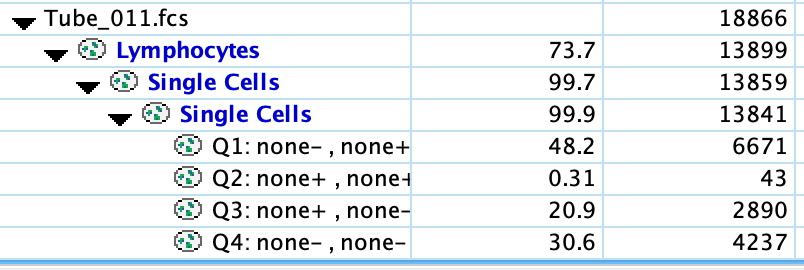 Tube_011.fcs 18866
Lymphocytes 73.7 13899
Single Cells 99.7 13859
Single Cells 99.9 13841
Q1: none- , none+ 48.2 6671
Q2: none+ , none+ 0.31 43
Q3: none+ , none- 20.9 2890
Q4: none- , none- 30.6 4237